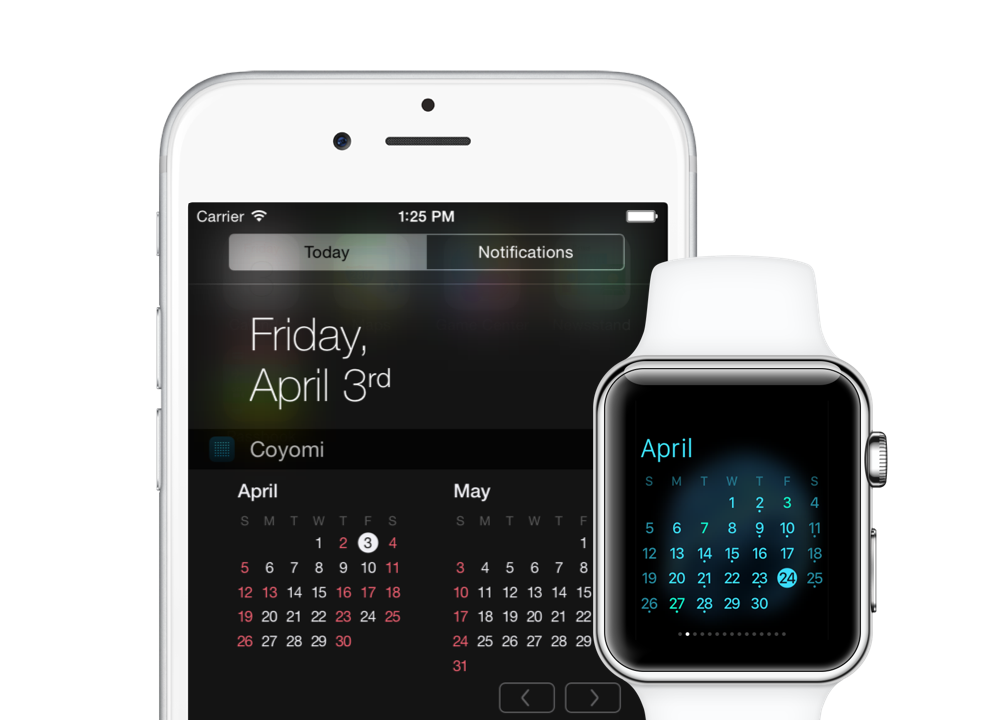 Carrier 1:25 PM
Today Notifications
Friday,
April 3rd
Coyomi
April
S M T W T F S
1 2 3 4
5 6 7 8 9 10 11
12 13 14 15 16 17 18
19 20 21 22 23 24 25
26 27 28 29 30
May
S M T W T F
1
3 4 5 6 7 8
10 11 12 13 14 15
17 18 19 20 21 22
24 25 26 27 28 29
31
April
S M T W T F S
1 2 3 4
5 6 7 8 9 10 11
12 13 14 15 16 17 18
19 20 21 22 23 24 25
26 27 28 29 30